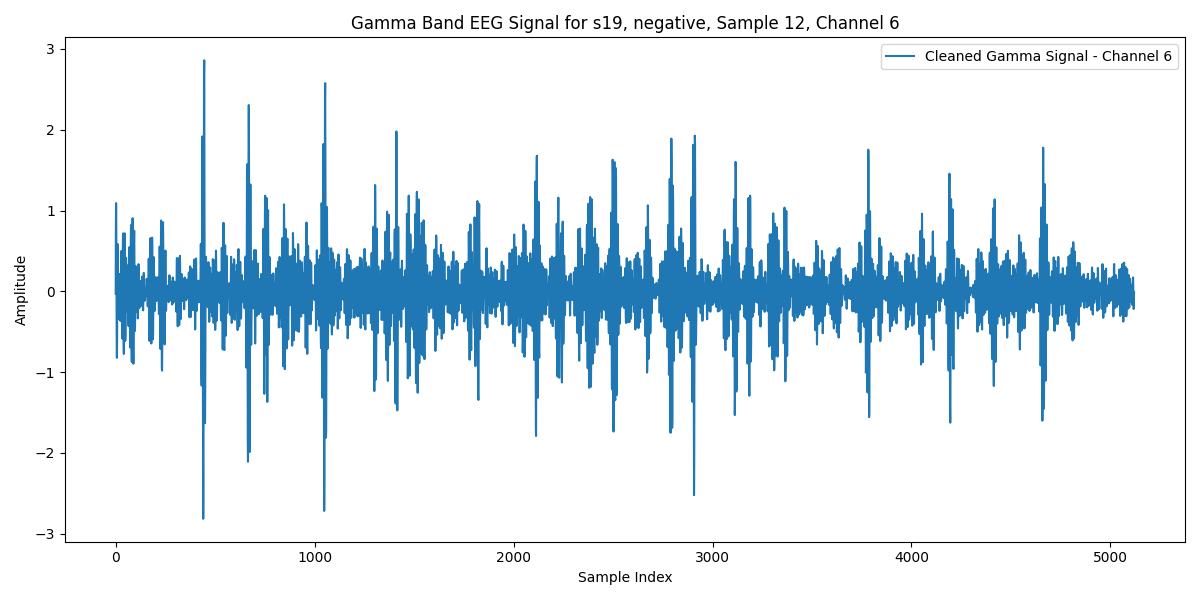 Gamma Band EEG Signal for s19, negative, Sample 12, Channel 6
Cleaned Gamma Signal - Channel 6
3
2
1
0
−1
−2
−3
Amplitude
0 1000 2000 3000 4000 5000
Sample Index